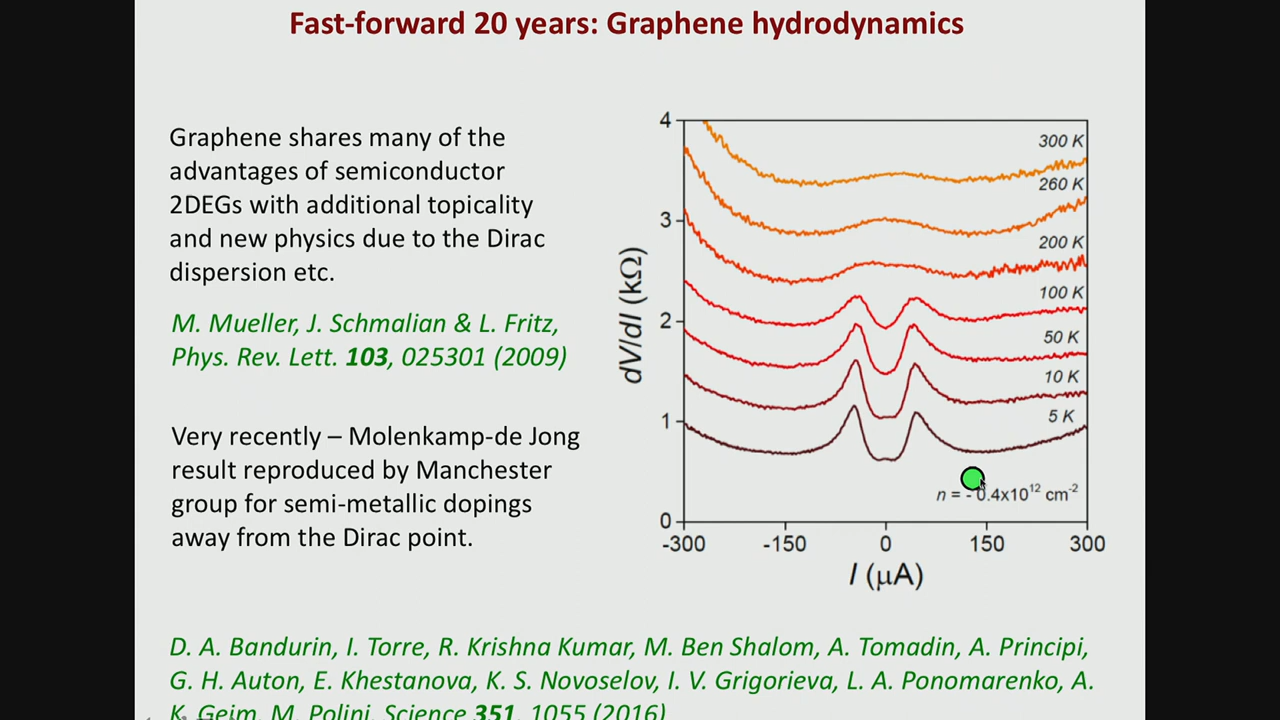 Fast-forward 20 years: Graphene hydrodynamics
Graphene shares many of the
advantages of semiconductor
2DEGs with additional topicality
and new physics due to the Dirac
dispersion etc.
M. Mueller, J. Schmalian & L. Fritz,
Phys. Rev. Lett. 103, 025301 (2009)
Very recently – Molenkamp-de Jong
result reproduced by Manchester
group for semi-metallic dopings
away from the Dirac point.
dV/dI (kΩ)
4
3
2
1
0
300 K
260 K
200 K
100 K
50 K
10 K
5 K
n = - 0.4x10¹² cm⁻²
-300 -150 0 150 300
I (μA)
D. A. Bandurin, I. Torre, R. Krishna Kumar, M. Ben Shalom, A. Tomadin, A. Principi,
G. H. Auton, E. Khestanova, K. S. Novoselov, I. V. Grigorieva, L. A. Ponomarenko, A.
K. Geim, M. Polini, Science 351, 1055 (2016)